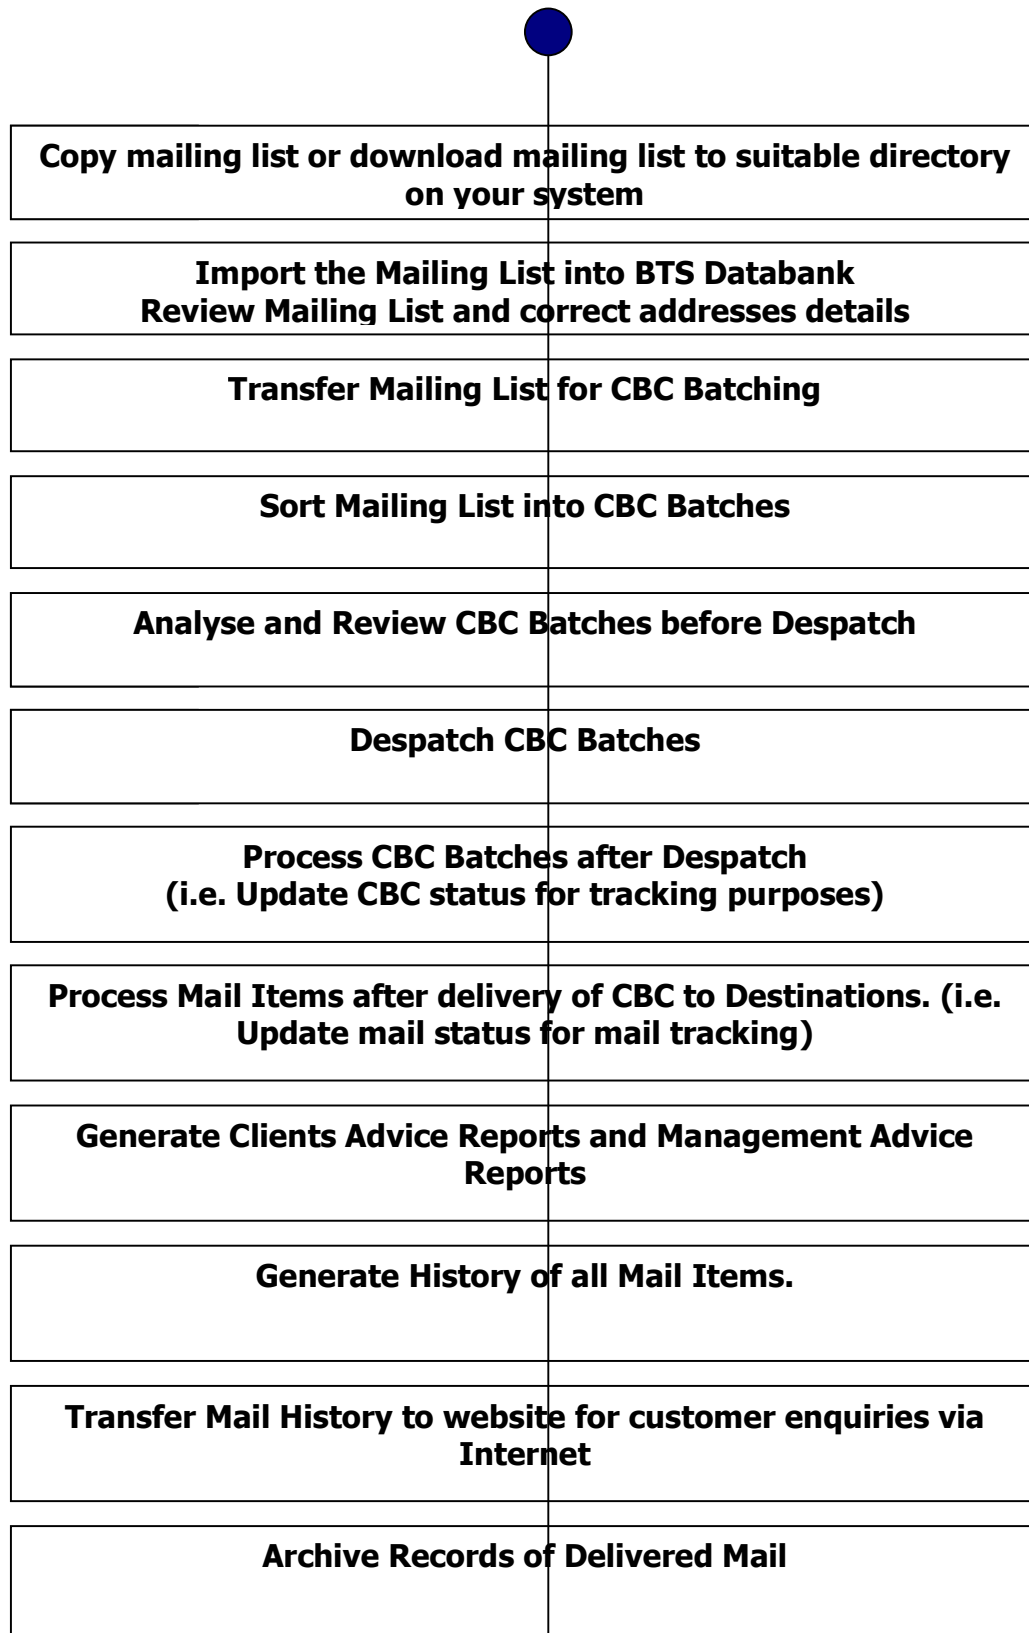 Copy mailing list or download mailing list to suitable directory
on your system
Import the Mailing List into BTS Databank
Review Mailing List and correct addresses details
Transfer Mailing List for CBC Batching
Sort Mailing List into CBC Batches
Analyse and Review CBC Batches before Despatch
Despatch CBC Batches
Process CBC Batches after Despatch
(i.e. Update CBC status for tracking purposes)
Process Mail Items after delivery of CBC to Destinations. (i.e.
Update mail status for mail tracking)
Generate Clients Advice Reports and Management Advice
Reports
Generate History of all Mail Items.
Transfer Mail History to website for customer enquiries via
Internet
Archive Records of Delivered Mail